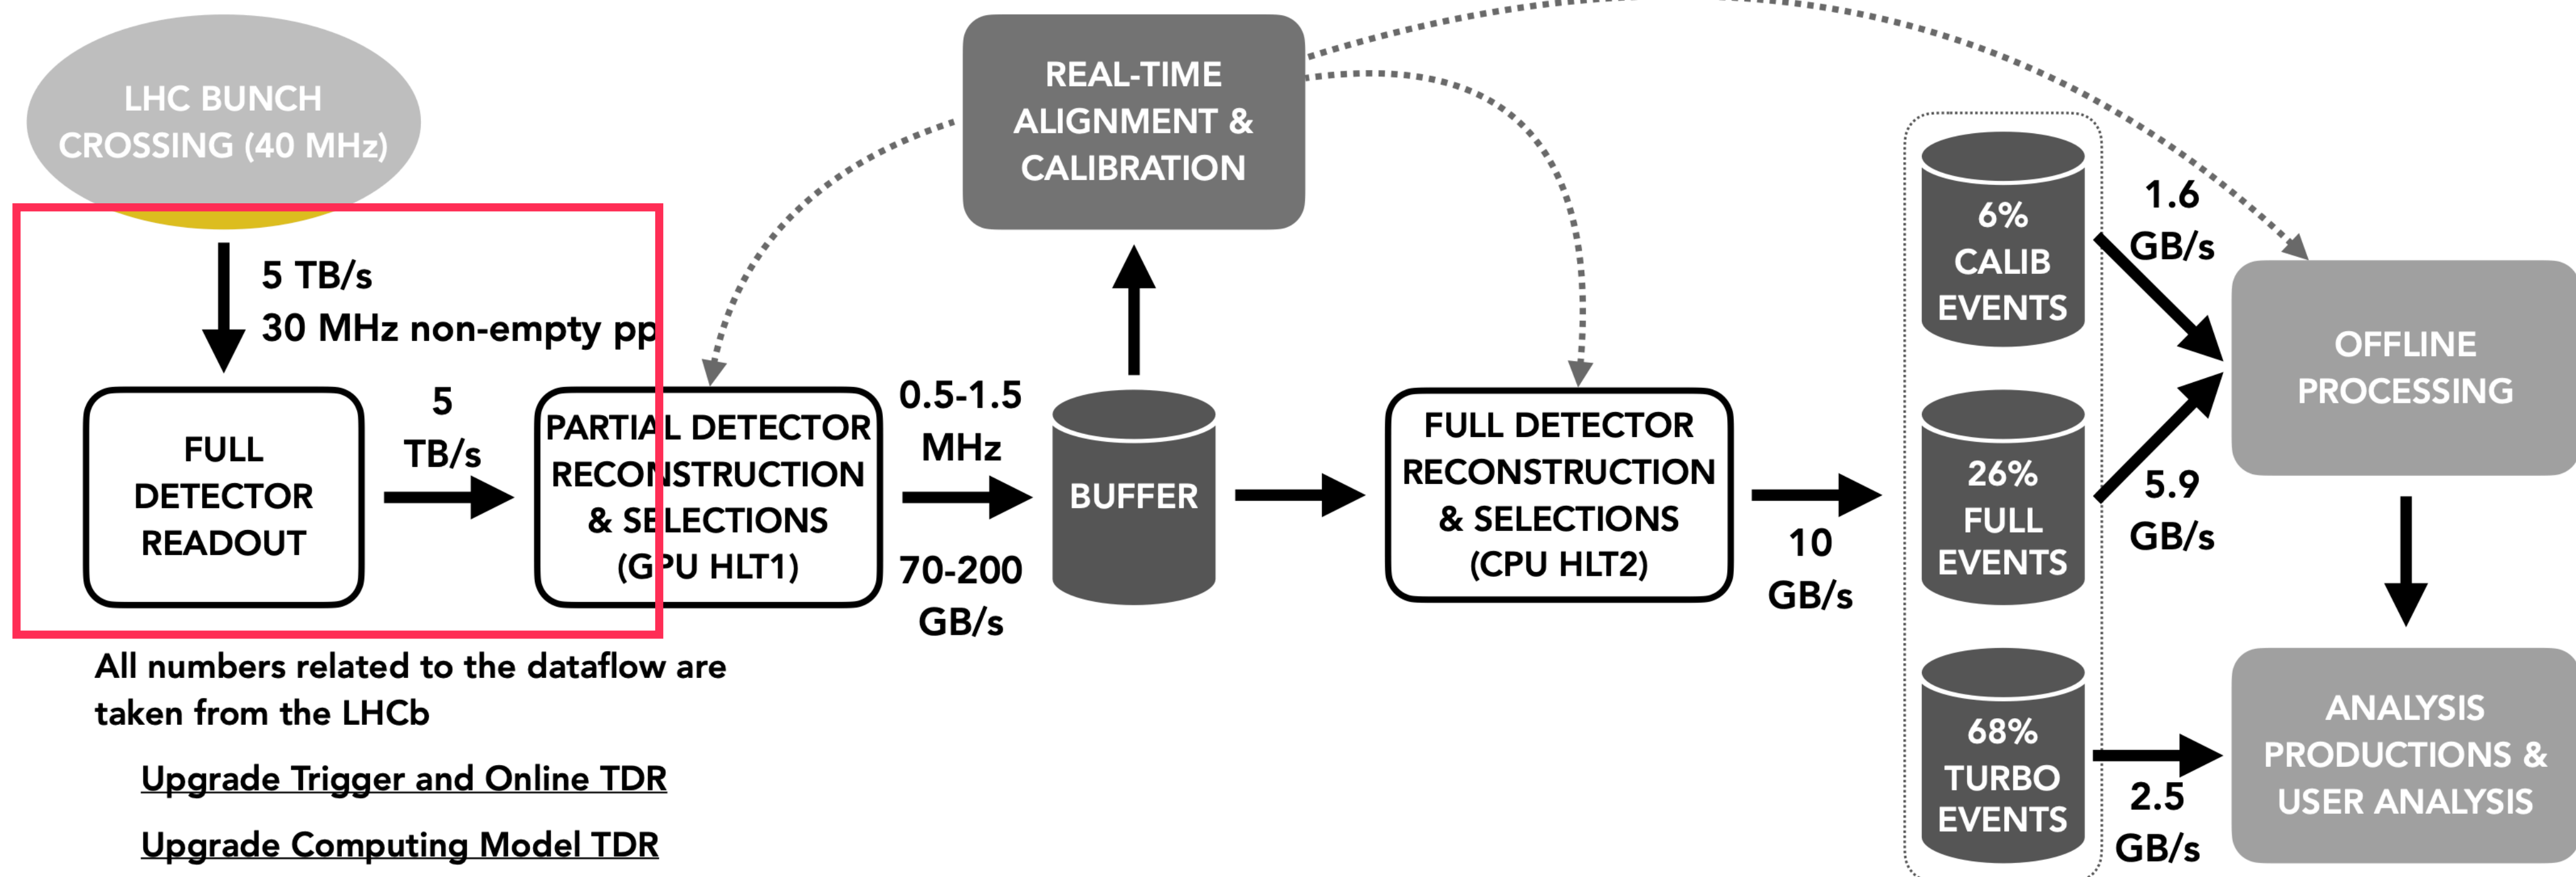 LHC BUNCH
CROSSING (40 MHz)
5 TB/s
30 MHz non-empty pp
FULL
DETECTOR
READOUT
5
TB/s
PARTIAL DETECTOR
RECONSTRUCTION
& SELECTIONS
(GPU HLT1)
0.5-1.5
MHz
70-200
GB/s
REAL-TIME
ALIGNMENT &
CALIBRATION
BUFFER
FULL DETECTOR
RECONSTRUCTION
& SELECTIONS
(CPU HLT2)
10
GB/s
6%
CALIB
EVENTS
1.6
GB/s
26%
FULL
EVENTS
5.9
GB/s
68%
TURBO
EVENTS
2.5
GB/s
OFFLINE
PROCESSING
ANALYSIS
PRODUCTIONS &
USER ANALYSIS
All numbers related to the dataflow are
taken from the LHCb
Upgrade Trigger and Online TDR
Upgrade Computing Model TDR